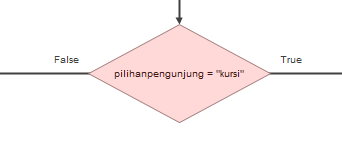 False
True
pilihanpengunjung = "kursi"